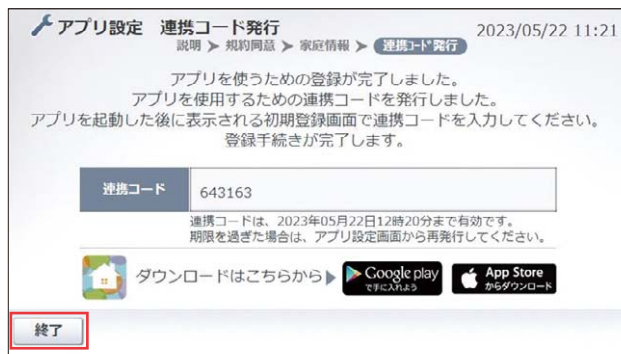 アプリ設定 連携コード発行
2023/05/22 11:21
説明 ➤ 規約同意 ➤ 家庭情報 ➤ 連携ｺｰﾄﾞ発行
アプリを使うための登録が完了しました。
アプリを使用するための連携コードを発行しました。
アプリを起動した後に表示される初期登録画面で連携コードを入力してください。
登録手続きが完了します。
連携コード 643163
連携コードは、2023年05月22日12時20分まで有効です。
期限を過ぎた場合は、アプリ設定画面から再発行してください。
ダウンロードはこちらから▶
Google play
で手に入れよう
App Store
からダウンロード
終了